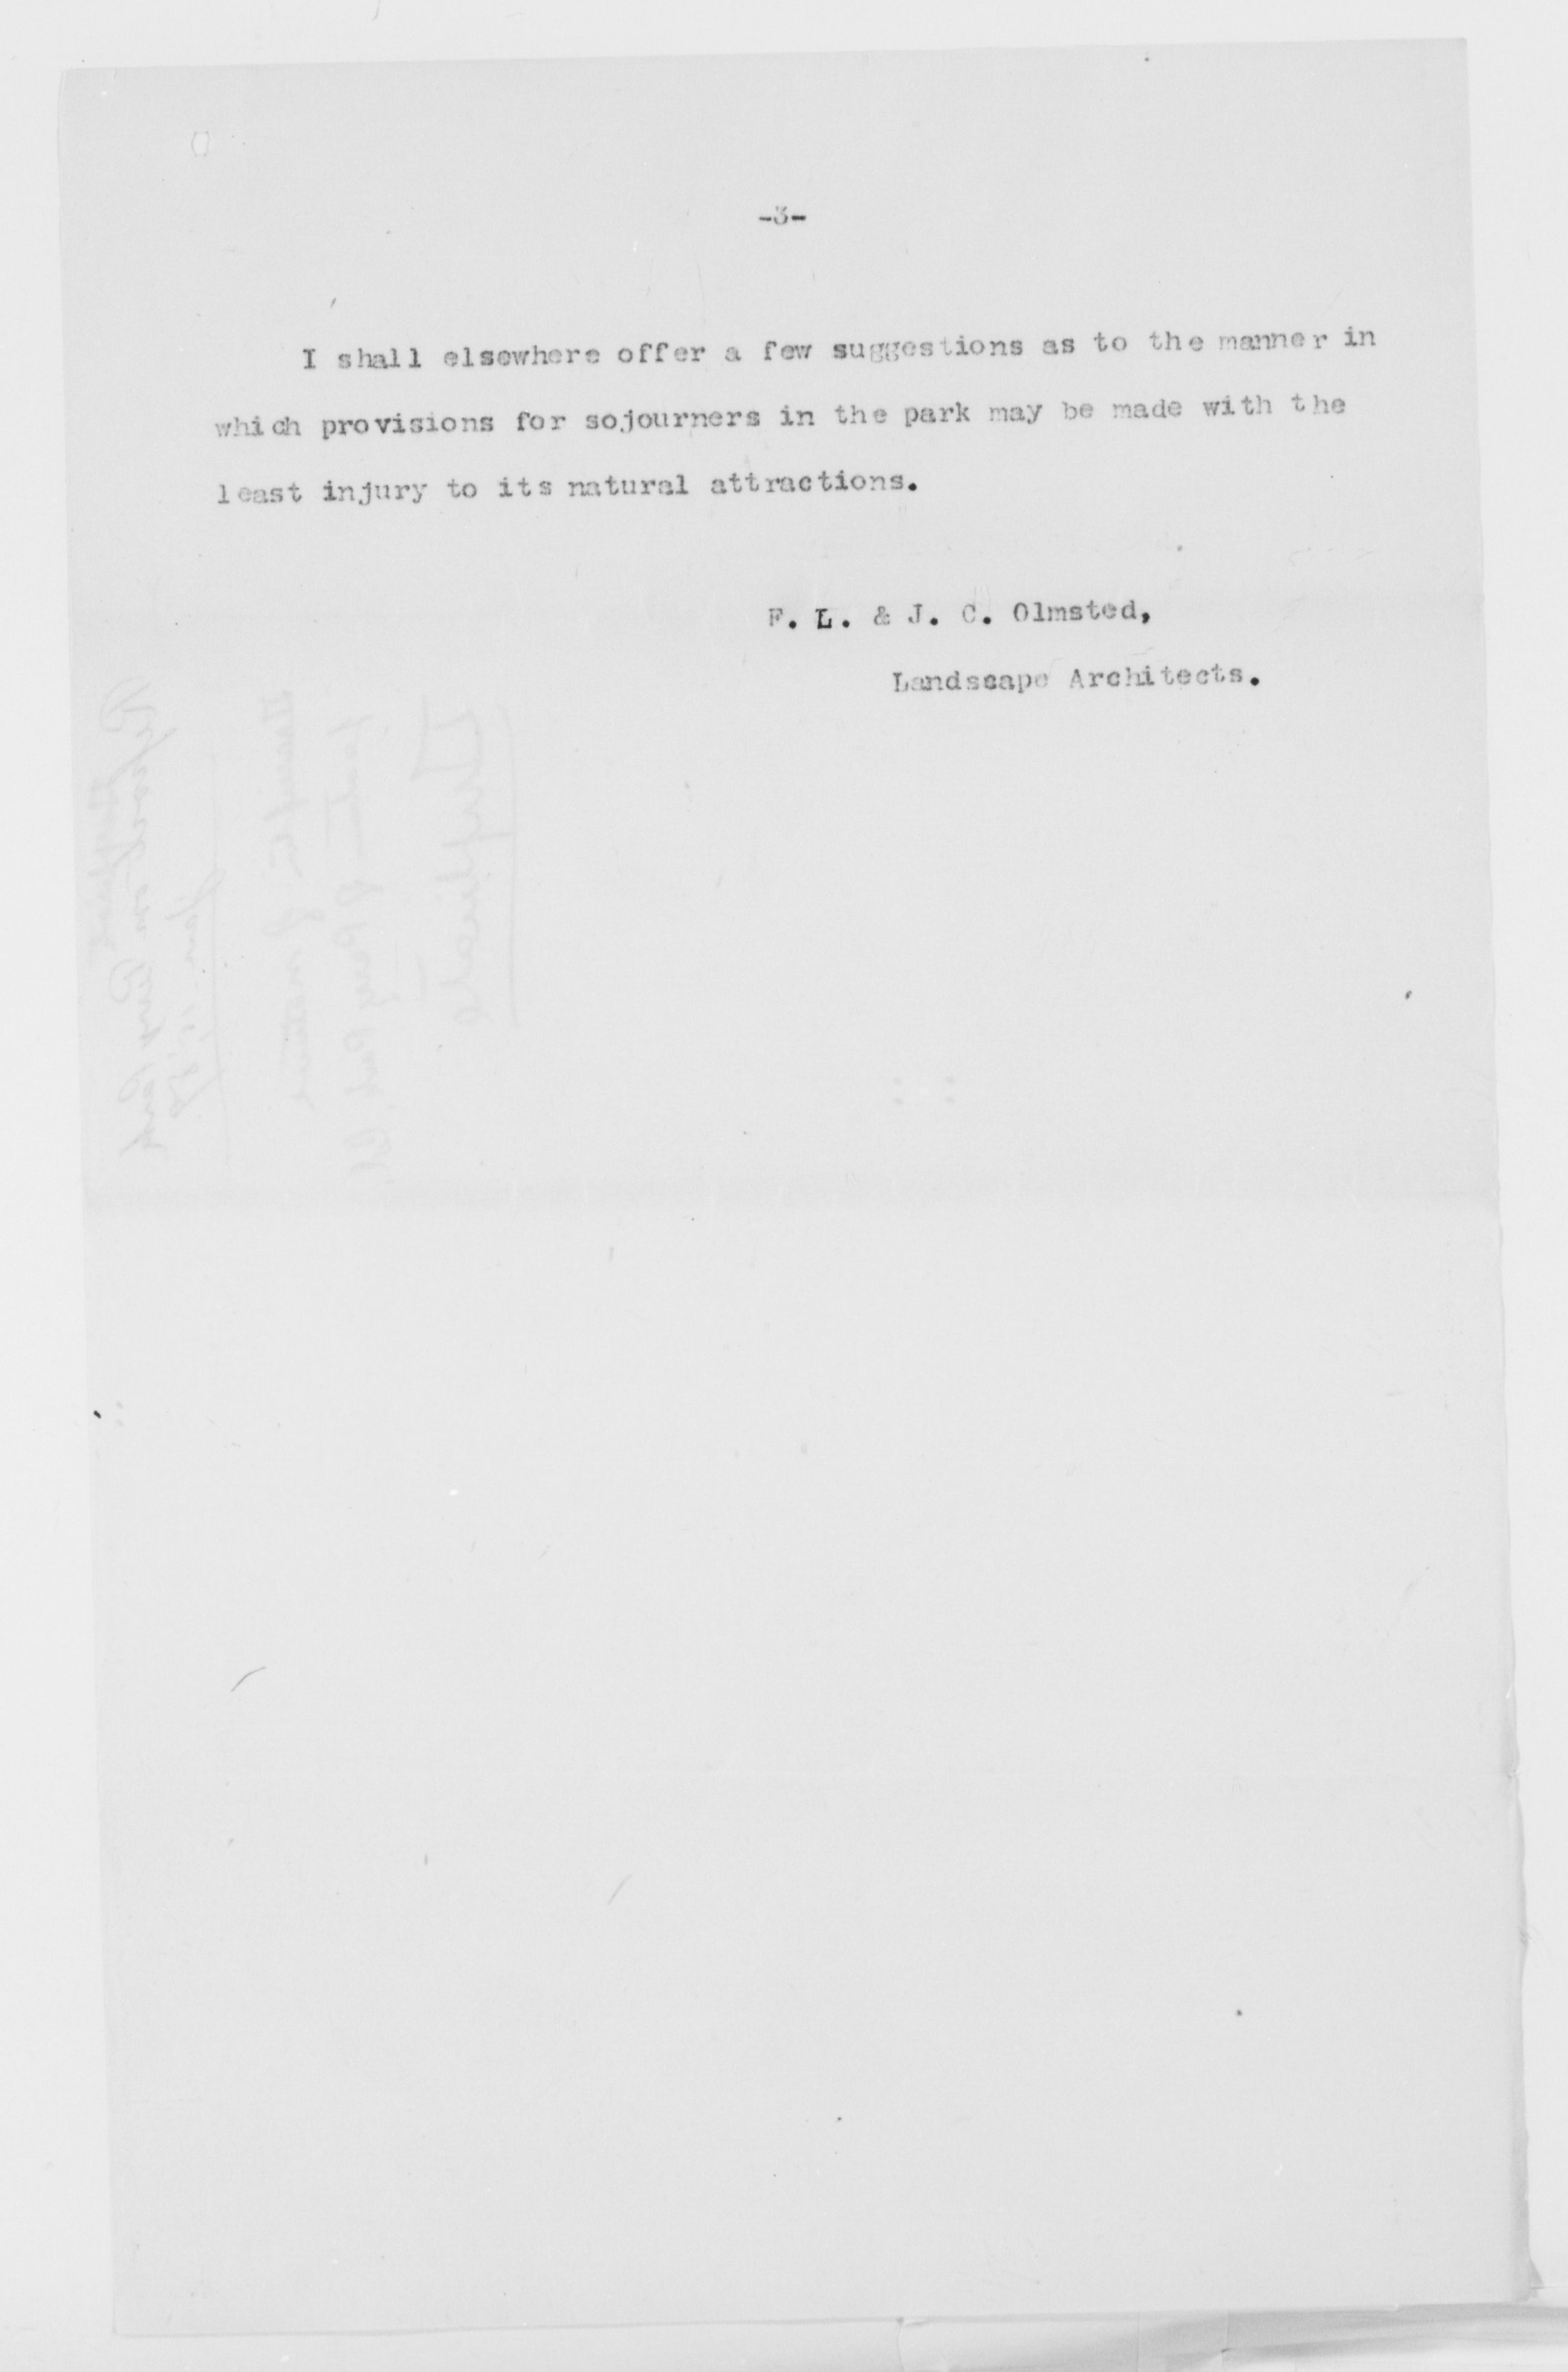 -3-
I shall elsewhere offer a few suggestions as to the manner in
which provisions for sojourners in the park may be made with the
least injury to its natural attractions.
F. L. & J. C. Olmsted,
Landscape Architects.
Duplicate